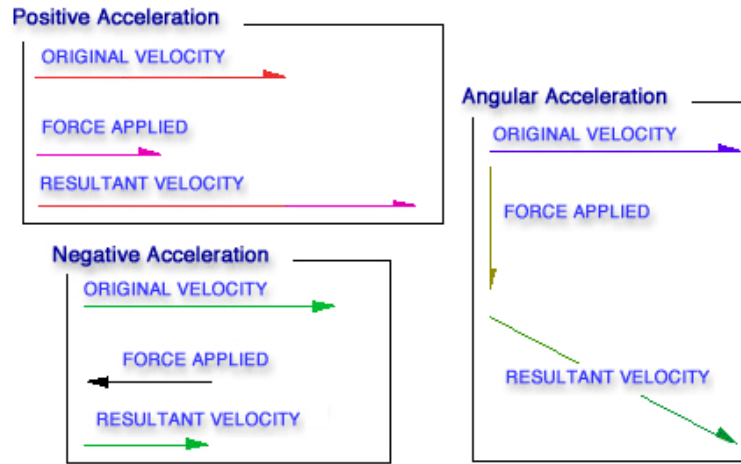 Positive Acceleration
ORIGINAL VELOCITY
FORCE APPLIED
RESULTANT VELOCITY
Negative Acceleration
ORIGINAL VELOCITY
FORCE APPLIED
RESULTANT VELOCITY
Angular Acceleration
ORIGINAL VELOCITY
FORCE APPLIED
RESULTANT VELOCITY